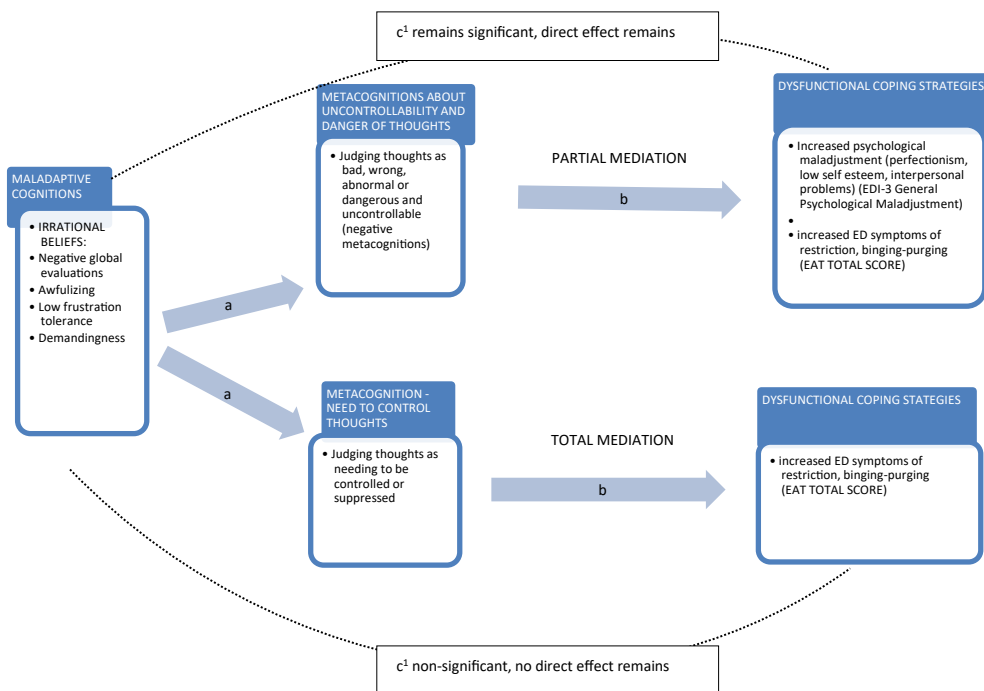 c¹ remains significant, direct effect remains
METACOGNITIONS ABOUT
UNCONTROLLABILITY AND
DANGER OF THOUGHTS
• Judging thoughts as
bad, wrong,
abnormal or
dangerous and
uncontrollable
(negative
metacognitions)
DYSFUNCTIONAL COPING STRATEGIES
• Increased psychological
maladjustment (perfectionism,
low self esteem, interpersonal
problems) (EDI-3 General
Psychological Maladjustment)
•
• increased ED symptoms of
restriction, binging-purging
(EAT TOTAL SCORE)
PARTIAL MEDIATION
b
MALADAPTIVE
COGNITIONS
• IRRATIONAL
BELIEFS:
• Negative global
evaluations
• Awfulizing
• Low frustration
tolerance
• Demandingness
a
a
METACOGNITION -
NEED TO CONTROL
THOUGHTS
• Judging thoughts as
needing to be
controlled or
suppressed
TOTAL MEDIATION
b
DYSFUNCTIONAL COPING STATEGIES
• increased ED symptoms of
restriction, binging-purging
(EAT TOTAL SCORE)
c¹ non-significant, no direct effect remains